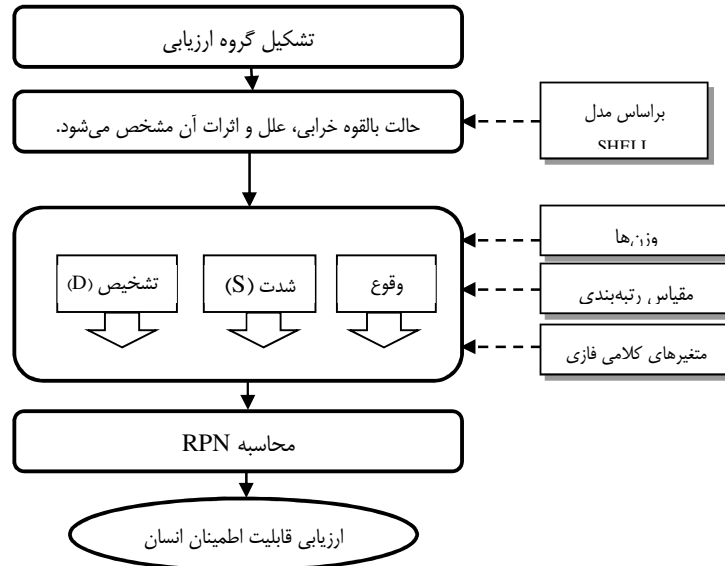 تشکیل گروه ارزیابی
حالت بالقوه خرابی، علل و اثرات آن مشخص می‌شود.
براساس مدل
SHELL
وزن‌ها
وقوع
شدت (S)
تشخیص (D)
مقیاس رتبه‌بندی
متغیرهای کلامی فازی
محاسبه RPN
ارزیابی قابلیت اطمینان انسان